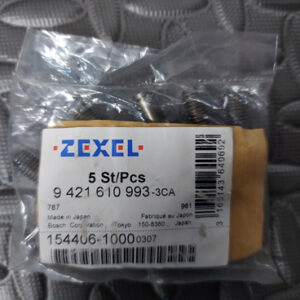 ZEXEL
5 St/Pcs
9 421 610 993-3CA
787 961
Made in Japan Fabriqué au Japon
Bosch Corporation, Tokyo 150-8360, Japan
154406-1000 0307